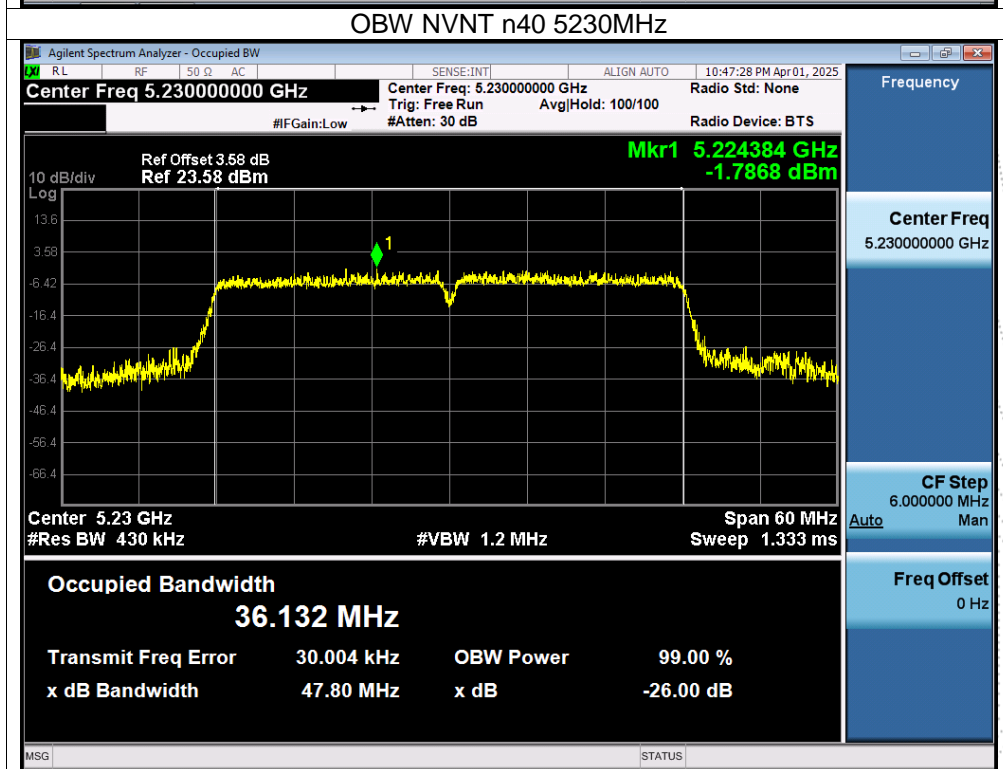 OBW NVNT n40 5230MHz
Agilent Spectrum Analyzer - Occupied BW
LXI RL RF 50 Ω AC SENSE:INT ALIGN AUTO 10:47:28 PM Apr 01, 2025
Center Freq 5.230000000 GHz
Center Freq: 5.230000000 GHz Radio Std: None
Trig: Free Run Avg|Hold: 100/100
#IFGain:Low #Atten: 30 dB Radio Device: BTS
Mkr1 5.224384 GHz
-1.7868 dBm
Ref Offset 3.58 dB
10 dB/div Ref 23.58 dBm
Log
13.6
3.58
-6.42
-16.4
-26.4
-36.4
-46.4
-56.4
-66.4
1
Center 5.23 GHz Span 60 MHz
#Res BW 430 kHz #VBW 1.2 MHz Sweep 1.333 ms
Occupied Bandwidth
36.132 MHz
Transmit Freq Error 30.004 kHz OBW Power 99.00 %
x dB Bandwidth 47.80 MHz x dB -26.00 dB
MSG STATUS
Frequency
Center Freq
5.230000000 GHz
CF Step
6.000000 MHz
Auto Man
Freq Offset
0 Hz